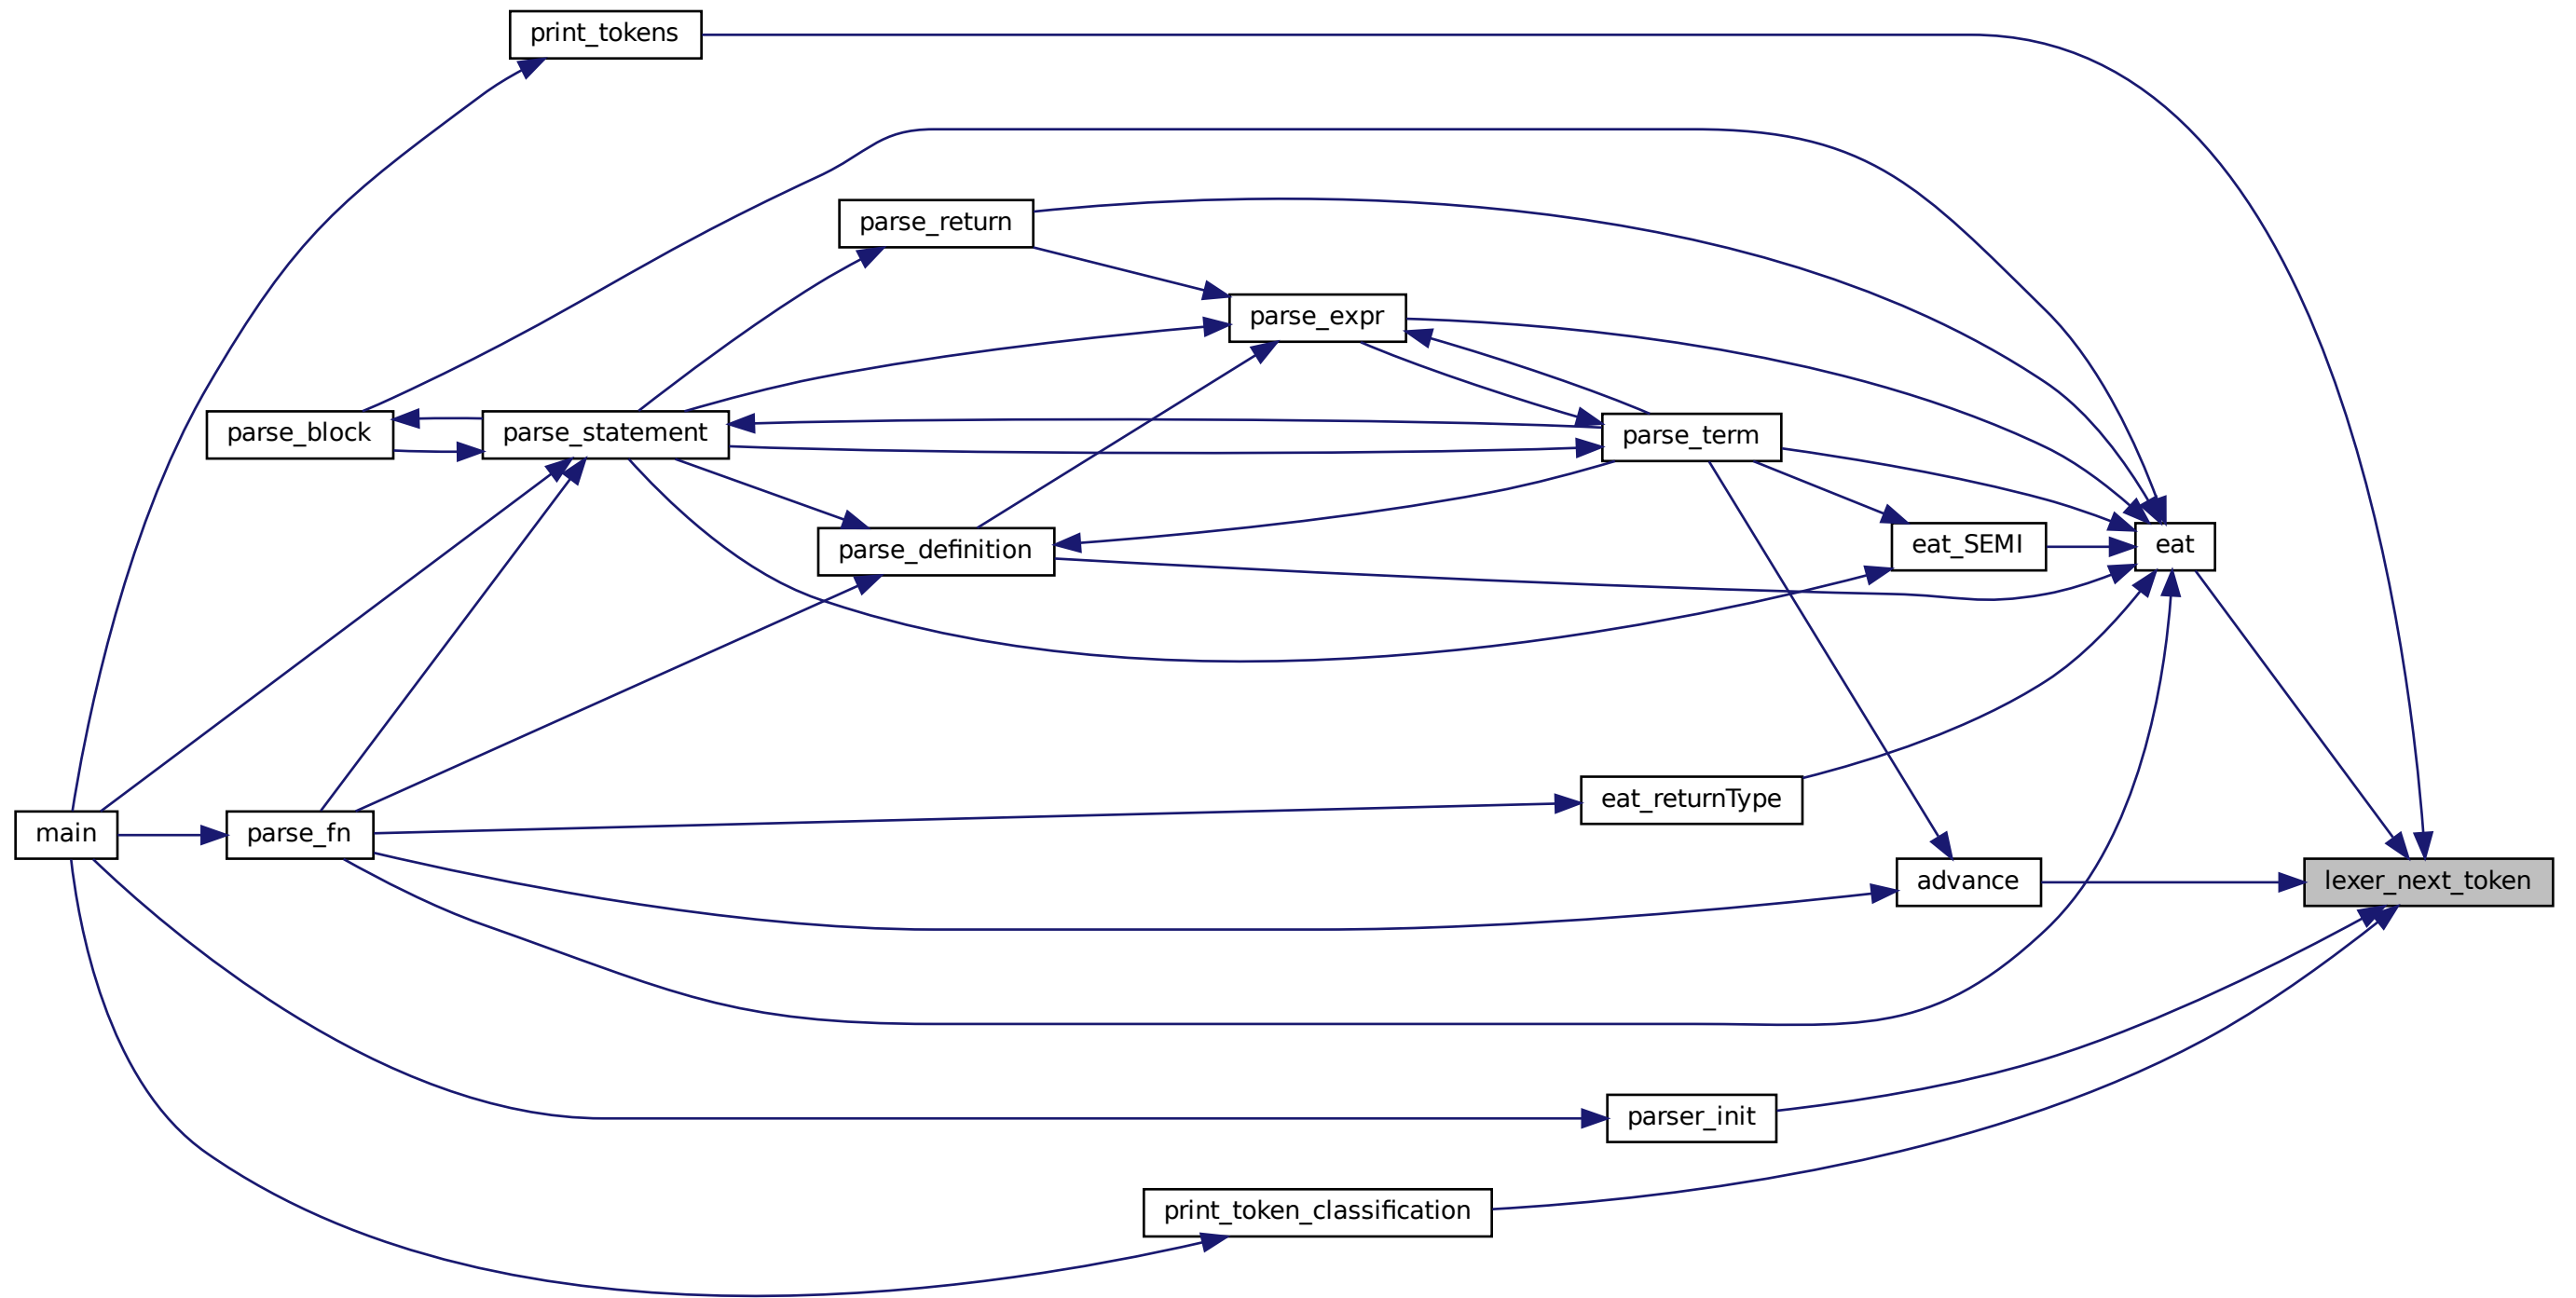 print_tokens
parse_return
parse_expr
parse_block
parse_statement
parse_term
parse_definition
eat_SEMI
eat
eat_returnType
main
parse_fn
advance
lexer_next_token
parser_init
print_token_classification